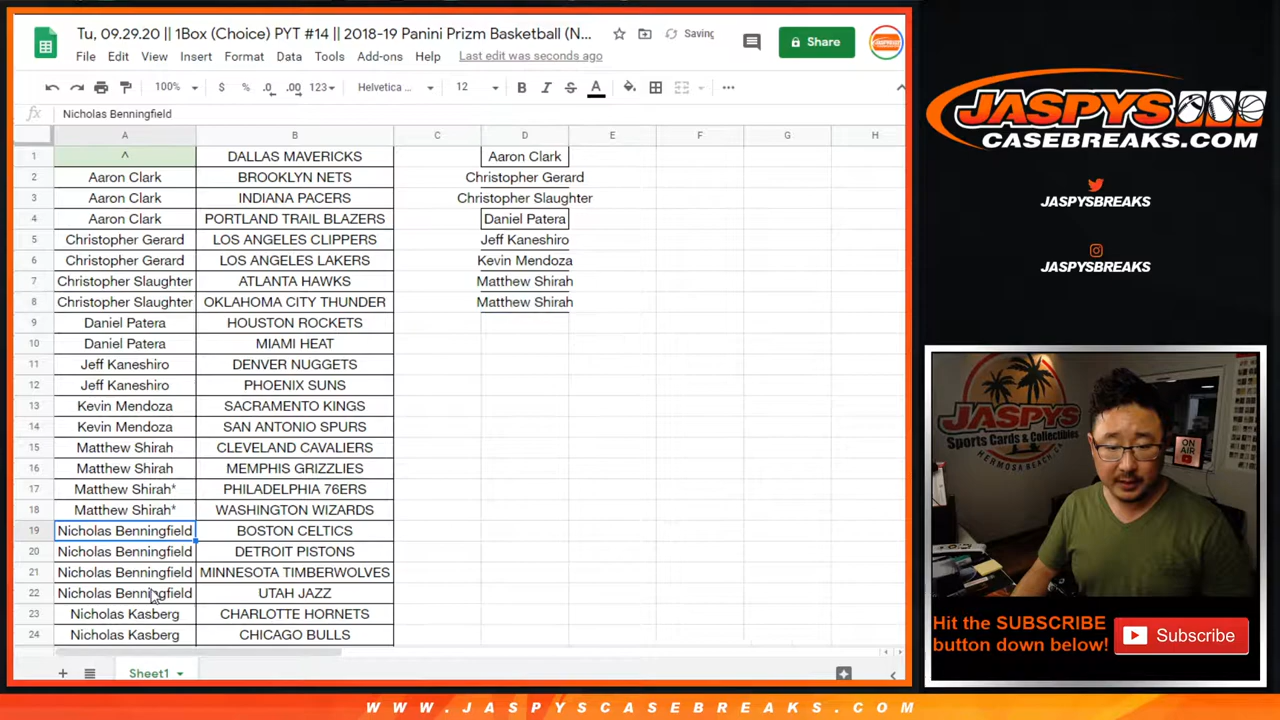 Tu, 09.29.20 || 1Box (Choice) PYT #14 || 2018-19 Panini Prizm Basketball (N... Saving
Share
File Edit View Insert Format Data Tools Add-ons Help Last edit was seconds ago
100% $ % .0 .00 123 Helvetica ... 12 B I S A ...
fx Nicholas Benningfield
A B C D E F G H
1 ^ DALLAS MAVERICKS Aaron Clark
2 Aaron Clark BROOKLYN NETS Christopher Gerard
3 Aaron Clark INDIANA PACERS Christopher Slaughter
4 Aaron Clark PORTLAND TRAIL BLAZERS Daniel Patera
5 Christopher Gerard LOS ANGELES CLIPPERS Jeff Kaneshiro
6 Christopher Gerard LOS ANGELES LAKERS Kevin Mendoza
7 Christopher Slaughter ATLANTA HAWKS Matthew Shirah
8 Christopher Slaughter OKLAHOMA CITY THUNDER Matthew Shirah
9 Daniel Patera HOUSTON ROCKETS
10 Daniel Patera MIAMI HEAT
11 Jeff Kaneshiro DENVER NUGGETS
12 Jeff Kaneshiro PHOENIX SUNS
13 Kevin Mendoza SACRAMENTO KINGS
14 Kevin Mendoza SAN ANTONIO SPURS
15 Matthew Shirah CLEVELAND CAVALIERS
16 Matthew Shirah MEMPHIS GRIZZLIES
17 Matthew Shirah* PHILADELPHIA 76ERS
18 Matthew Shirah* WASHINGTON WIZARDS
19 Nicholas Benningfield BOSTON CELTICS
20 Nicholas Benningfield DETROIT PISTONS
21 Nicholas Benningfield MINNESOTA TIMBERWOLVES
22 Nicholas Benningfield UTAH JAZZ
23 Nicholas Kasberg CHARLOTTE HORNETS
24 Nicholas Kasberg CHICAGO BULLS
Sheet1
JASPYS
CASEBREAKS.COM
JASPYSBREAKS
JASPYSBREAKS
JASPYS
Sports Cards & Collectibles
HERMOSA BEACH
ON
AIR
Hit the SUBSCRIBE
button down below!
Subscribe
WWW.JASPYSCASEBREAKS.COM